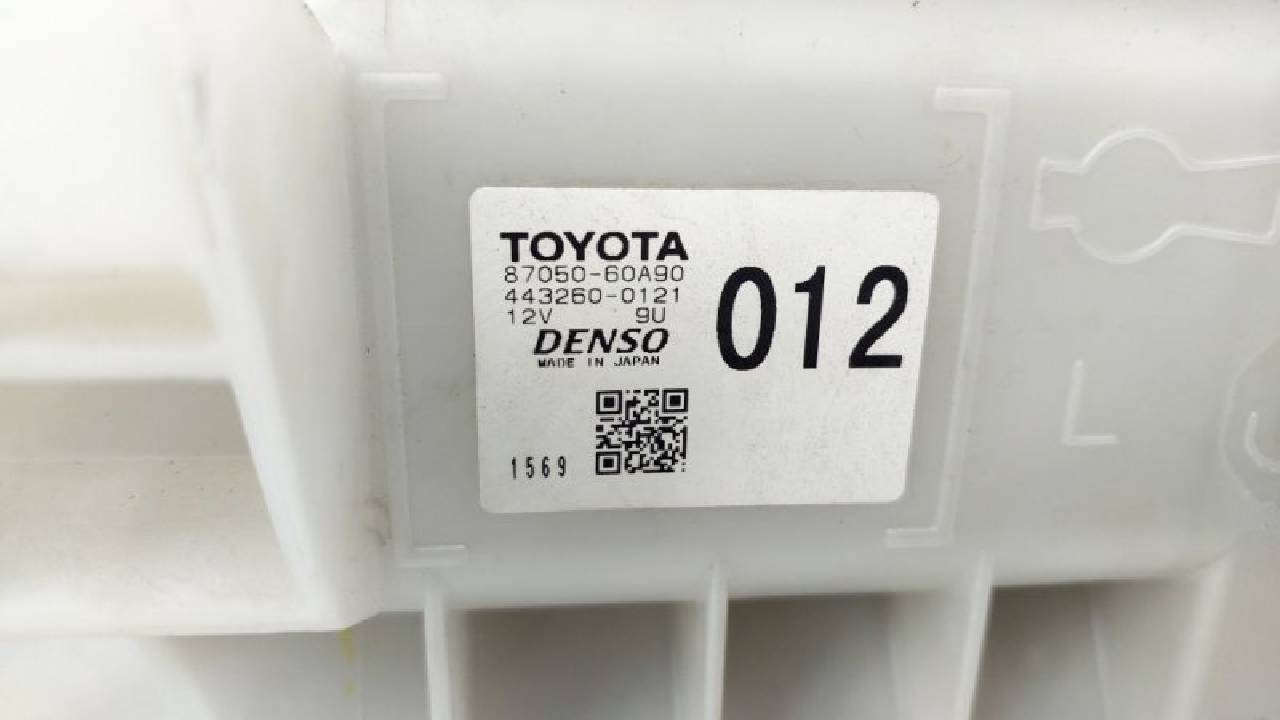 TOYOTA
87050-60A90
443260-0121
12V 9U
DENSO
MADE IN JAPAN
012
1569
L